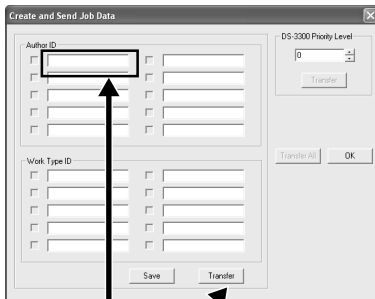 Create and Send Job Data
Author ID
DS-3300 Priority Level
0
Transfer
Work Type ID
Transfer All
OK
Save
Transfer